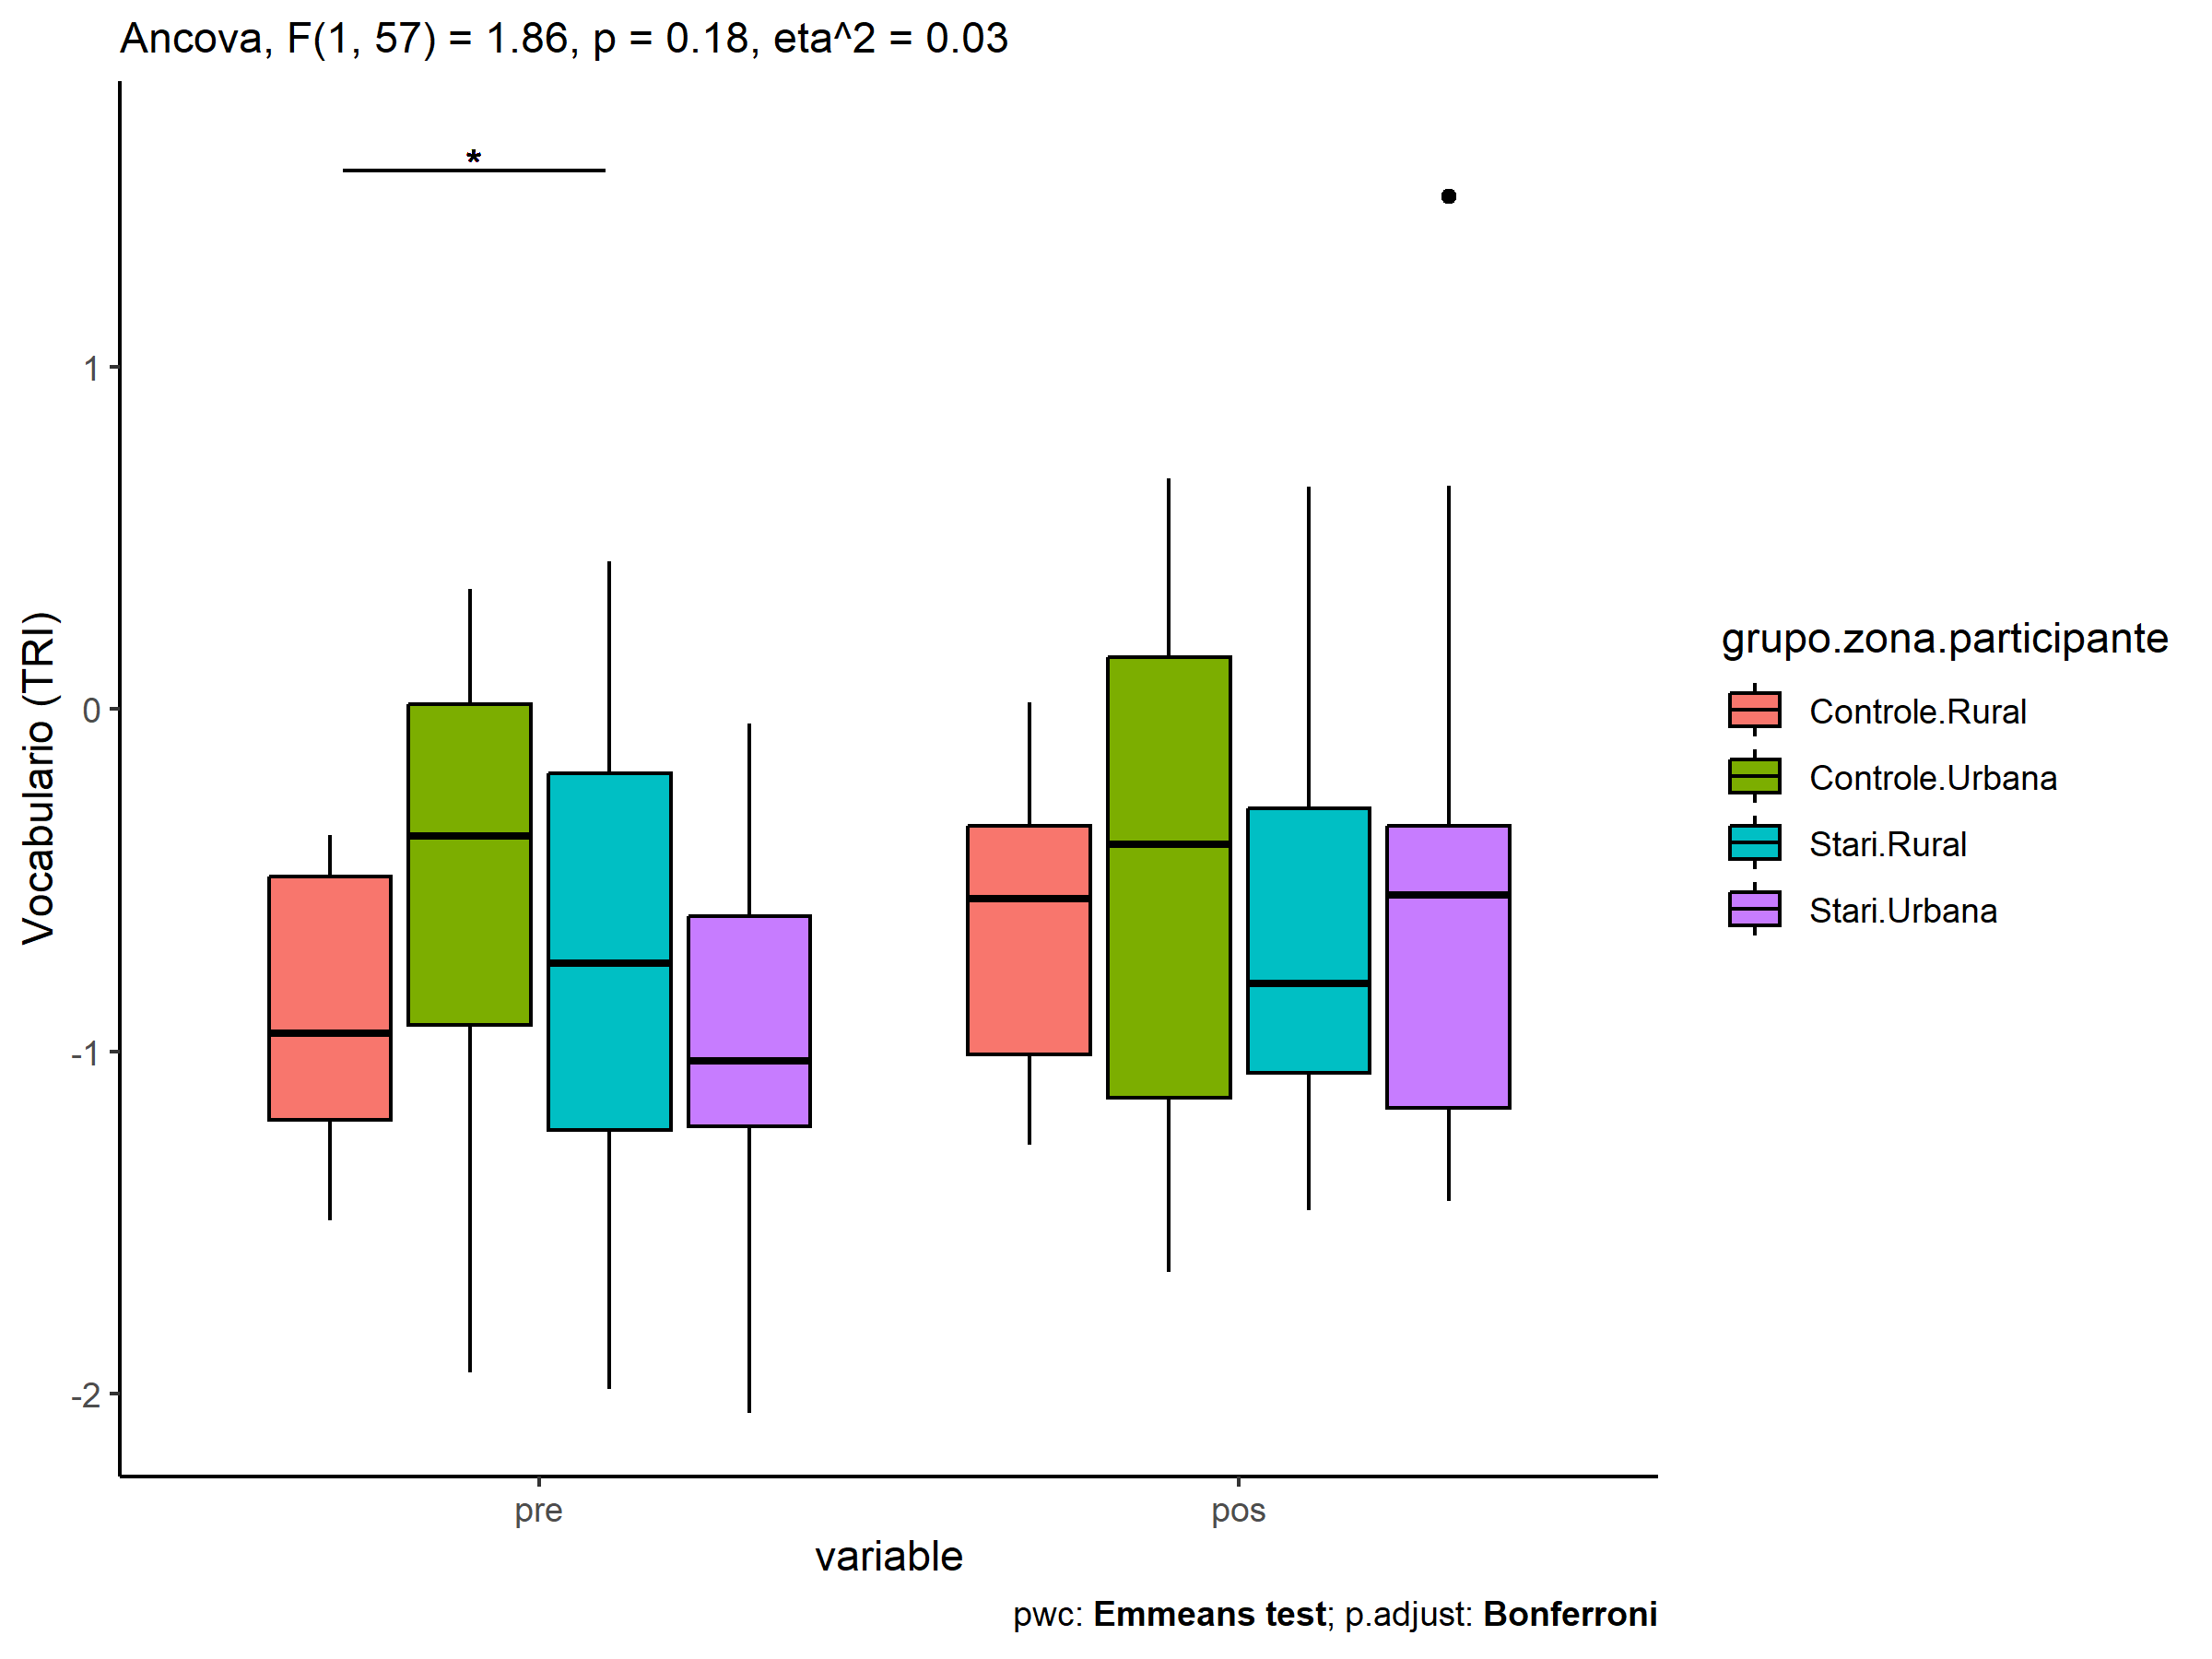 Ancova, F(1, 57) = 1.86, p = 0.18, eta^2 = 0.03
*
Vocabulario (TRI)
1
0
-1
-2
pre
pos
variable
grupo.zona.participante
Controle.Rural
Controle.Urbana
Stari.Rural
Stari.Urbana
pwc: Emmeans test; p.adjust: Bonferroni